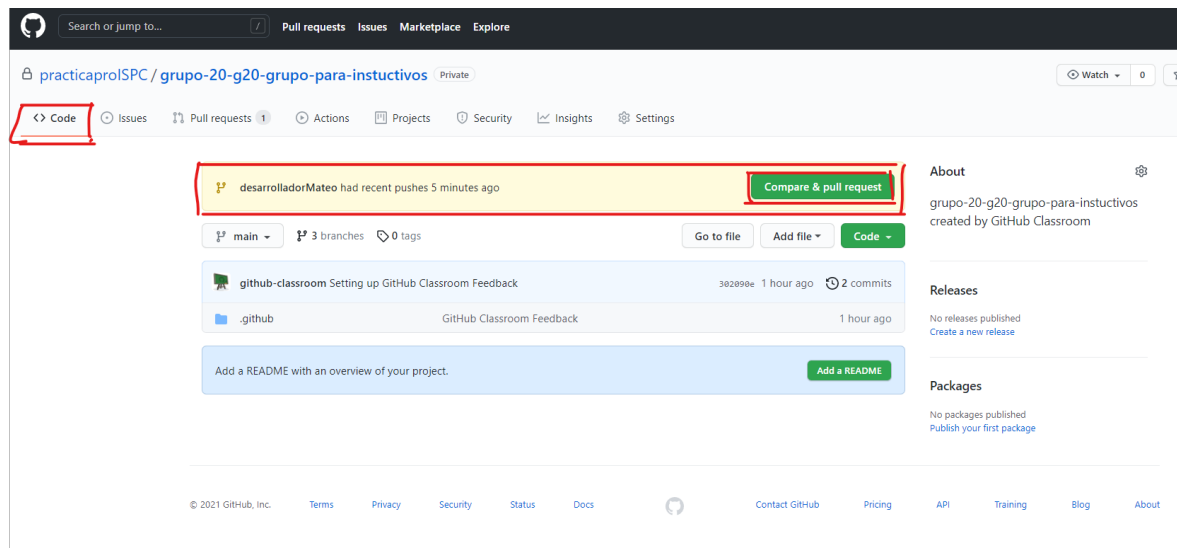 Search or jump to... /
Pull requests Issues Marketplace Explore
practicaproISPC / grupo-20-g20-grupo-para-instuctivos Private
Watch 0
Code Issues Pull requests 1 Actions Projects Security Insights Settings
desarrolladorMateo had recent pushes 5 minutes ago Compare & pull request
main 3 branches 0 tags Go to file Add file Code
github-classroom Setting up GitHub Classroom Feedback 302090e 1 hour ago 2 commits
.github GitHub Classroom Feedback 1 hour ago
Add a README with an overview of your project. Add a README
About
grupo-20-g20-grupo-para-instuctivos
created by GitHub Classroom
Releases
No releases published
Create a new release
Packages
No packages published
Publish your first package
© 2021 GitHub, Inc. Terms Privacy Security Status Docs Contact GitHub Pricing API Training Blog About